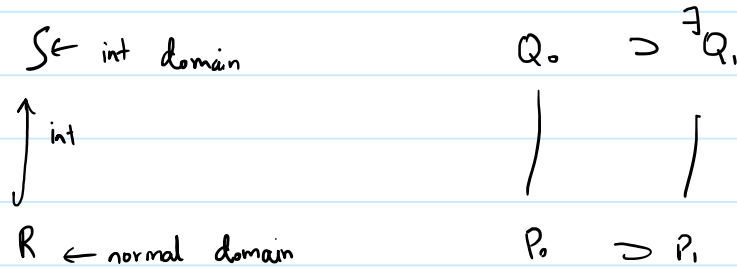 S ← int domain Q₀ ⊃ ∃Q₁
int
R ← normal domain P₀ ⊃ P₁